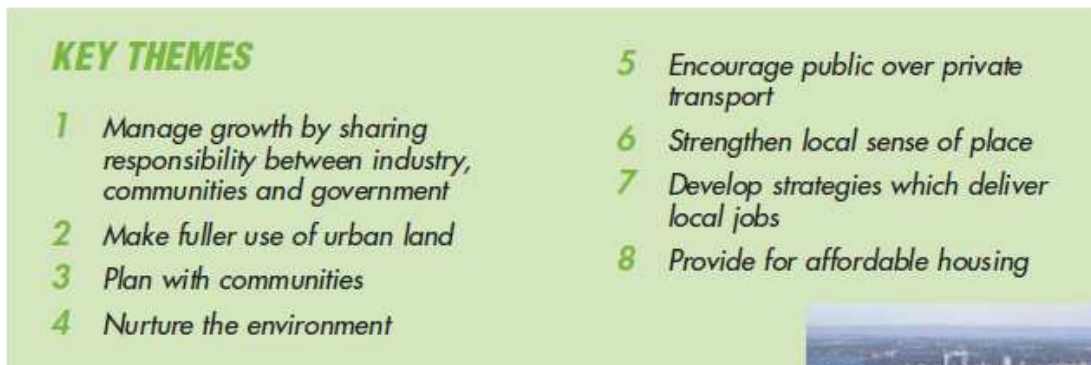 KEY THEMES
1 Manage growth by sharing
responsibility between industry,
communities and government
2 Make fuller use of urban land
3 Plan with communities
4 Nurture the environment
5 Encourage public over private
transport
6 Strengthen local sense of place
7 Develop strategies which deliver
local jobs
8 Provide for affordable housing